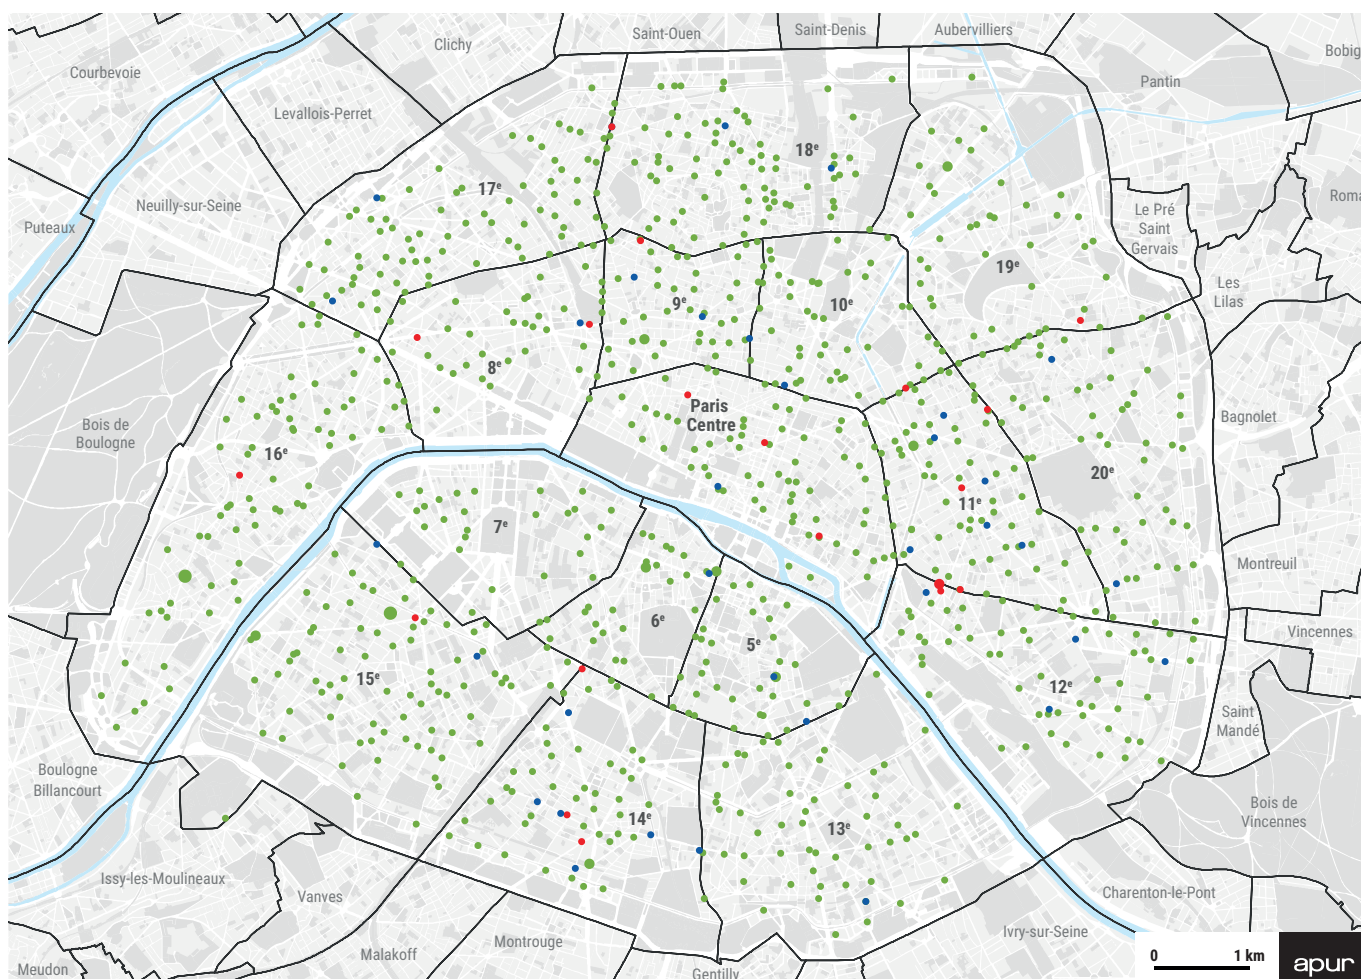 Saint-Ouen
Saint-Denis
Aubervilliers
Clichy
Bobig
Courbevoie
Pantin
Levallois-Perret
18e
17e
Neuilly-sur-Seine
Roma
Puteaux
Le Pré
Saint
Gervais
19e
Les
Lilas
9e
10e
8e
Paris
Centre
Bagnolet
Bois de
Boulogne
16e
20e
11e
7e
Montreuil
6e
5e
Vincennes
15e
12e
Saint
Mandé
Boulogne
Billancourt
Bois de
Vincennes
14e
13e
Issy-les-Moulineaux
Vanves
Charenton-le-Pont
Ivry-sur-Seine
Montrouge
Malakoff
Meudon
Gentilly
0 1 km
apur